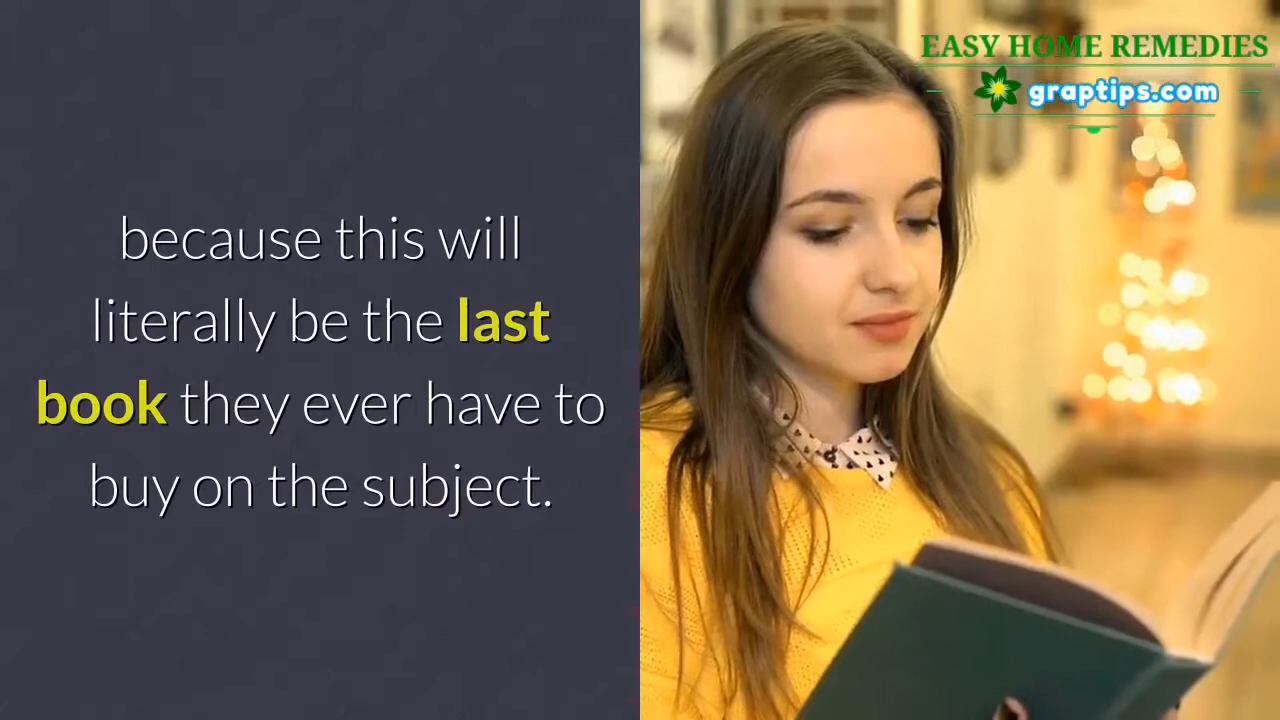 EASY HOME REMEDIES
graptips.com
because this will
literally be the last
book they ever have to
buy on the subject.